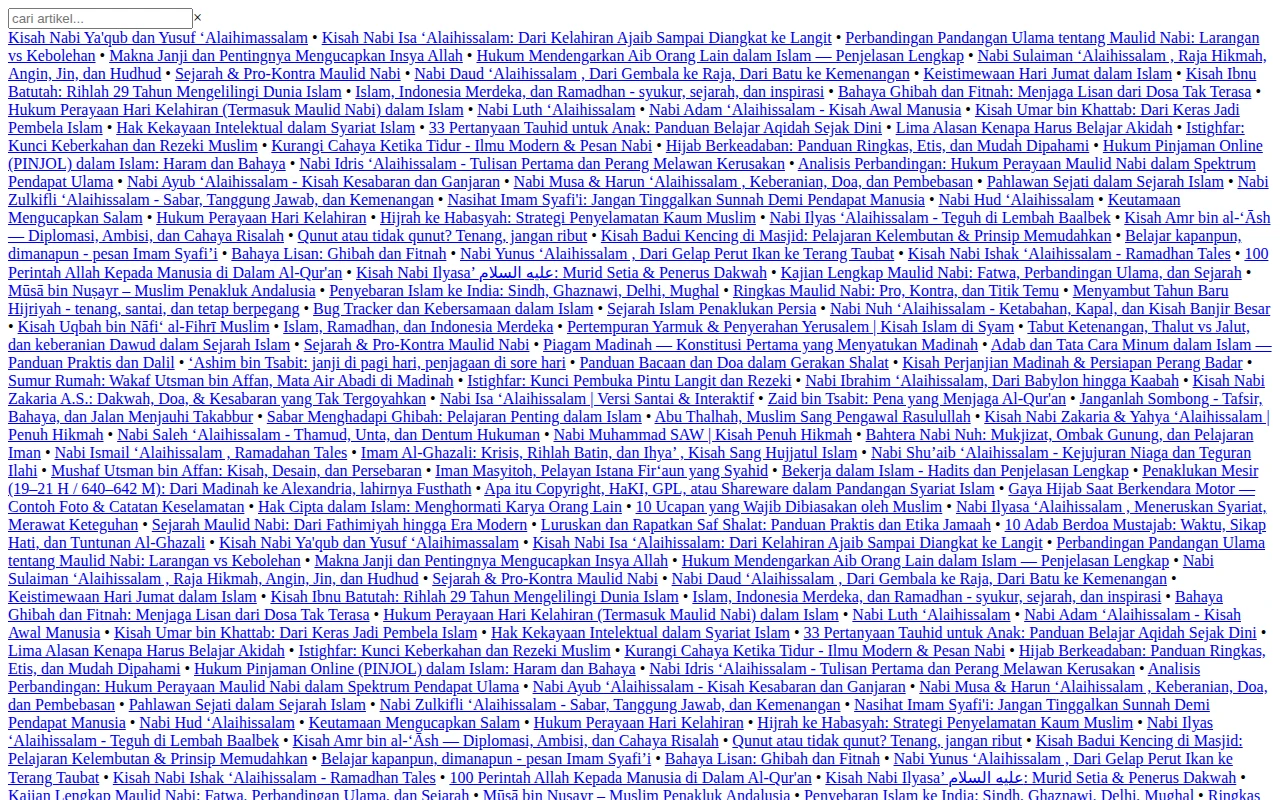 cari artikel...×
Kisah Nabi Ya'qub dan Yusuf ‘Alaihimassalam • Kisah Nabi Isa ‘Alaihissalam: Dari Kelahiran Ajaib Sampai Diangkat ke Langit • Perbandingan Pandangan Ulama tentang Maulid Nabi: Larangan
vs Kebolehan • Makna Janji dan Pentingnya Mengucapkan Insya Allah • Hukum Mendengarkan Aib Orang Lain dalam Islam — Penjelasan Lengkap • Nabi Sulaiman ‘Alaihissalam , Raja Hikmah,
Angin, Jin, dan Hudhud • Sejarah & Pro-Kontra Maulid Nabi • Nabi Daud ‘Alaihissalam , Dari Gembala ke Raja, Dari Batu ke Kemenangan • Keistimewaan Hari Jumat dalam Islam • Kisah Ibnu
Batutah: Rihlah 29 Tahun Mengelilingi Dunia Islam • Islam, Indonesia Merdeka, dan Ramadhan - syukur, sejarah, dan inspirasi • Bahaya Ghibah dan Fitnah: Menjaga Lisan dari Dosa Tak Terasa •
Hukum Perayaan Hari Kelahiran (Termasuk Maulid Nabi) dalam Islam • Nabi Luth ‘Alaihissalam • Nabi Adam ‘Alaihissalam - Kisah Awal Manusia • Kisah Umar bin Khattab: Dari Keras Jadi
Pembela Islam • Hak Kekayaan Intelektual dalam Syariat Islam • 33 Pertanyaan Tauhid untuk Anak: Panduan Belajar Aqidah Sejak Dini • Lima Alasan Kenapa Harus Belajar Akidah • Istighfar:
Kunci Keberkahan dan Rezeki Muslim • Kurangi Cahaya Ketika Tidur - Ilmu Modern & Pesan Nabi • Hijab Berkeadaban: Panduan Ringkas, Etis, dan Mudah Dipahami • Hukum Pinjaman Online
(PINJOL) dalam Islam: Haram dan Bahaya • Nabi Idris ‘Alaihissalam - Tulisan Pertama dan Perang Melawan Kerusakan • Analisis Perbandingan: Hukum Perayaan Maulid Nabi dalam Spektrum
Pendapat Ulama • Nabi Ayub ‘Alaihissalam - Kisah Kesabaran dan Ganjaran • Nabi Musa & Harun ‘Alaihissalam , Keberanian, Doa, dan Pembebasan • Pahlawan Sejati dalam Sejarah Islam • Nabi
Zulkifli ‘Alaihissalam - Sabar, Tanggung Jawab, dan Kemenangan • Nasihat Imam Syafi'i: Jangan Tinggalkan Sunnah Demi Pendapat Manusia • Nabi Hud ‘Alaihissalam • Keutamaan
Mengucapkan Salam • Hukum Perayaan Hari Kelahiran • Hijrah ke Habasyah: Strategi Penyelamatan Kaum Muslim • Nabi Ilyas ‘Alaihissalam - Teguh di Lembah Baalbek • Kisah Amr bin al-‘Āsh
— Diplomasi, Ambisi, dan Cahaya Risalah • Qunut atau tidak qunut? Tenang, jangan ribut • Kisah Badui Kencing di Masjid: Pelajaran Kelembutan & Prinsip Memudahkan • Belajar kapanpun,
dimanapun - pesan Imam Syafi’i • Bahaya Lisan: Ghibah dan Fitnah • Nabi Yunus ‘Alaihissalam , Dari Gelap Perut Ikan ke Terang Taubat • Kisah Nabi Ishak ‘Alaihissalam - Ramadhan Tales • 100
Perintah Allah Kepada Manusia di Dalam Al-Qur'an • Kisah Nabi Ilyasa’ عليه السلام: Murid Setia & Penerus Dakwah • Kajian Lengkap Maulid Nabi: Fatwa, Perbandingan Ulama, dan Sejarah •
Mūsā bin Nuṣayr – Muslim Penakluk Andalusia • Penyebaran Islam ke India: Sindh, Ghaznawi, Delhi, Mughal • Ringkas Maulid Nabi: Pro, Kontra, dan Titik Temu • Menyambut Tahun Baru
Hijriyah - tenang, santai, dan tetap berpegang • Bug Tracker dan Kebersamaan dalam Islam • Sejarah Islam Penaklukan Persia • Nabi Nuh ‘Alaihissalam - Ketabahan, Kapal, dan Kisah Banjir Besar
• Kisah Uqbah bin Nāfi‘ al-Fihrī Muslim • Islam, Ramadhan, dan Indonesia Merdeka • Pertempuran Yarmuk & Penyerahan Yerusalem | Kisah Islam di Syam • Tabut Ketenangan, Thalut vs Jalut,
dan keberanian Dawud dalam Sejarah Islam • Sejarah & Pro-Kontra Maulid Nabi • Piagam Madinah — Konstitusi Pertama yang Menyatukan Madinah • Adab dan Tata Cara Minum dalam Islam —
Panduan Praktis dan Dalil • ‘Ashim bin Tsabit: janji di pagi hari, penjagaan di sore hari • Panduan Bacaan dan Doa dalam Gerakan Shalat • Kisah Perjanjian Madinah & Persiapan Perang Badar •
Sumur Rumah: Wakaf Utsman bin Affan, Mata Air Abadi di Madinah • Istighfar: Kunci Pembuka Pintu Langit dan Rezeki • Nabi Ibrahim ‘Alaihissalam, Dari Babylon hingga Kaabah • Kisah Nabi
Zakaria A.S.: Dakwah, Doa, & Kesabaran yang Tak Tergoyahkan • Nabi Isa ‘Alaihissalam | Versi Santai & Interaktif • Zaid bin Tsabit: Pena yang Menjaga Al-Qur'an • Janganlah Sombong - Tafsir,
Bahaya, dan Jalan Menjauhi Takabbur • Sabar Menghadapi Ghibah: Pelajaran Penting dalam Islam • Abu Thalhah, Muslim Sang Pengawal Rasulullah • Kisah Nabi Zakaria & Yahya ‘Alaihissalam |
Penuh Hikmah • Nabi Saleh ‘Alaihissalam - Thamud, Unta, dan Dentum Hukuman • Nabi Muhammad SAW | Kisah Penuh Hikmah • Bahtera Nabi Nuh: Mukjizat, Ombak Gunung, dan Pelajaran
Iman • Nabi Ismail ‘Alaihissalam , Ramadahan Tales • Imam Al-Ghazali: Krisis, Rihlah Batin, dan Ihya’ , Kisah Sang Hujjatul Islam • Nabi Shu’aib ‘Alaihissalam - Kejujuran Niaga dan Teguran
Ilahi • Mushaf Utsman bin Affan: Kisah, Desain, dan Persebaran • Iman Masyitoh, Pelayan Istana Fir‘aun yang Syahid • Bekerja dalam Islam - Hadits dan Penjelasan Lengkap • Penaklukan Mesir
(19–21 H / 640–642 M): Dari Madinah ke Alexandria, lahirnya Fusthath • Apa itu Copyright, HaKI, GPL, atau Shareware dalam Pandangan Syariat Islam • Gaya Hijab Saat Berkendara Motor —
Contoh Foto & Catatan Keselamatan • Hak Cipta dalam Islam: Menghormati Karya Orang Lain • 10 Ucapan yang Wajib Dibiasakan oleh Muslim • Nabi Ilyasa ‘Alaihissalam , Meneruskan Syariat,
Merawat Keteguhan • Sejarah Maulid Nabi: Dari Fathimiyah hingga Era Modern • Luruskan dan Rapatkan Saf Shalat: Panduan Praktis dan Etika Jamaah • 10 Adab Berdoa Mustajab: Waktu, Sikap
Hati, dan Tuntunan Al-Ghazali • Kisah Nabi Ya'qub dan Yusuf ‘Alaihimassalam • Kisah Nabi Isa ‘Alaihissalam: Dari Kelahiran Ajaib Sampai Diangkat ke Langit • Perbandingan Pandangan Ulama
tentang Maulid Nabi: Larangan vs Kebolehan • Makna Janji dan Pentingnya Mengucapkan Insya Allah • Hukum Mendengarkan Aib Orang Lain dalam Islam — Penjelasan Lengkap • Nabi
Sulaiman ‘Alaihissalam , Raja Hikmah, Angin, Jin, dan Hudhud • Sejarah & Pro-Kontra Maulid Nabi • Nabi Daud ‘Alaihissalam , Dari Gembala ke Raja, Dari Batu ke Kemenangan •
Keistimewaan Hari Jumat dalam Islam • Kisah Ibnu Batutah: Rihlah 29 Tahun Mengelilingi Dunia Islam • Islam, Indonesia Merdeka, dan Ramadhan - syukur, sejarah, dan inspirasi • Bahaya
Ghibah dan Fitnah: Menjaga Lisan dari Dosa Tak Terasa • Hukum Perayaan Hari Kelahiran (Termasuk Maulid Nabi) dalam Islam • Nabi Luth ‘Alaihissalam • Nabi Adam ‘Alaihissalam - Kisah
Awal Manusia • Kisah Umar bin Khattab: Dari Keras Jadi Pembela Islam • Hak Kekayaan Intelektual dalam Syariat Islam • 33 Pertanyaan Tauhid untuk Anak: Panduan Belajar Aqidah Sejak Dini •
Lima Alasan Kenapa Harus Belajar Akidah • Istighfar: Kunci Keberkahan dan Rezeki Muslim • Kurangi Cahaya Ketika Tidur - Ilmu Modern & Pesan Nabi • Hijab Berkeadaban: Panduan Ringkas,
Etis, dan Mudah Dipahami • Hukum Pinjaman Online (PINJOL) dalam Islam: Haram dan Bahaya • Nabi Idris ‘Alaihissalam - Tulisan Pertama dan Perang Melawan Kerusakan • Analisis
Perbandingan: Hukum Perayaan Maulid Nabi dalam Spektrum Pendapat Ulama • Nabi Ayub ‘Alaihissalam - Kisah Kesabaran dan Ganjaran • Nabi Musa & Harun ‘Alaihissalam , Keberanian, Doa,
dan Pembebasan • Pahlawan Sejati dalam Sejarah Islam • Nabi Zulkifli ‘Alaihissalam - Sabar, Tanggung Jawab, dan Kemenangan • Nasihat Imam Syafi'i: Jangan Tinggalkan Sunnah Demi
Pendapat Manusia • Nabi Hud ‘Alaihissalam • Keutamaan Mengucapkan Salam • Hukum Perayaan Hari Kelahiran • Hijrah ke Habasyah: Strategi Penyelamatan Kaum Muslim • Nabi Ilyas
‘Alaihissalam - Teguh di Lembah Baalbek • Kisah Amr bin al-‘Āsh — Diplomasi, Ambisi, dan Cahaya Risalah • Qunut atau tidak qunut? Tenang, jangan ribut • Kisah Badui Kencing di Masjid:
Pelajaran Kelembutan & Prinsip Memudahkan • Belajar kapanpun, dimanapun - pesan Imam Syafi’i • Bahaya Lisan: Ghibah dan Fitnah • Nabi Yunus ‘Alaihissalam , Dari Gelap Perut Ikan ke
Terang Taubat • Kisah Nabi Ishak ‘Alaihissalam - Ramadhan Tales • 100 Perintah Allah Kepada Manusia di Dalam Al-Qur'an • Kisah Nabi Ilyasa’ عليه السلام: Murid Setia & Penerus Dakwah •
Kajian Lengkap Maulid Nabi: Fatwa, Perbandingan Ulama, dan Sejarah • Mūsā bin Nuṣayr – Muslim Penakluk Andalusia • Penyebaran Islam ke India: Sindh, Ghaznawi, Delhi, Mughal • Ringkas